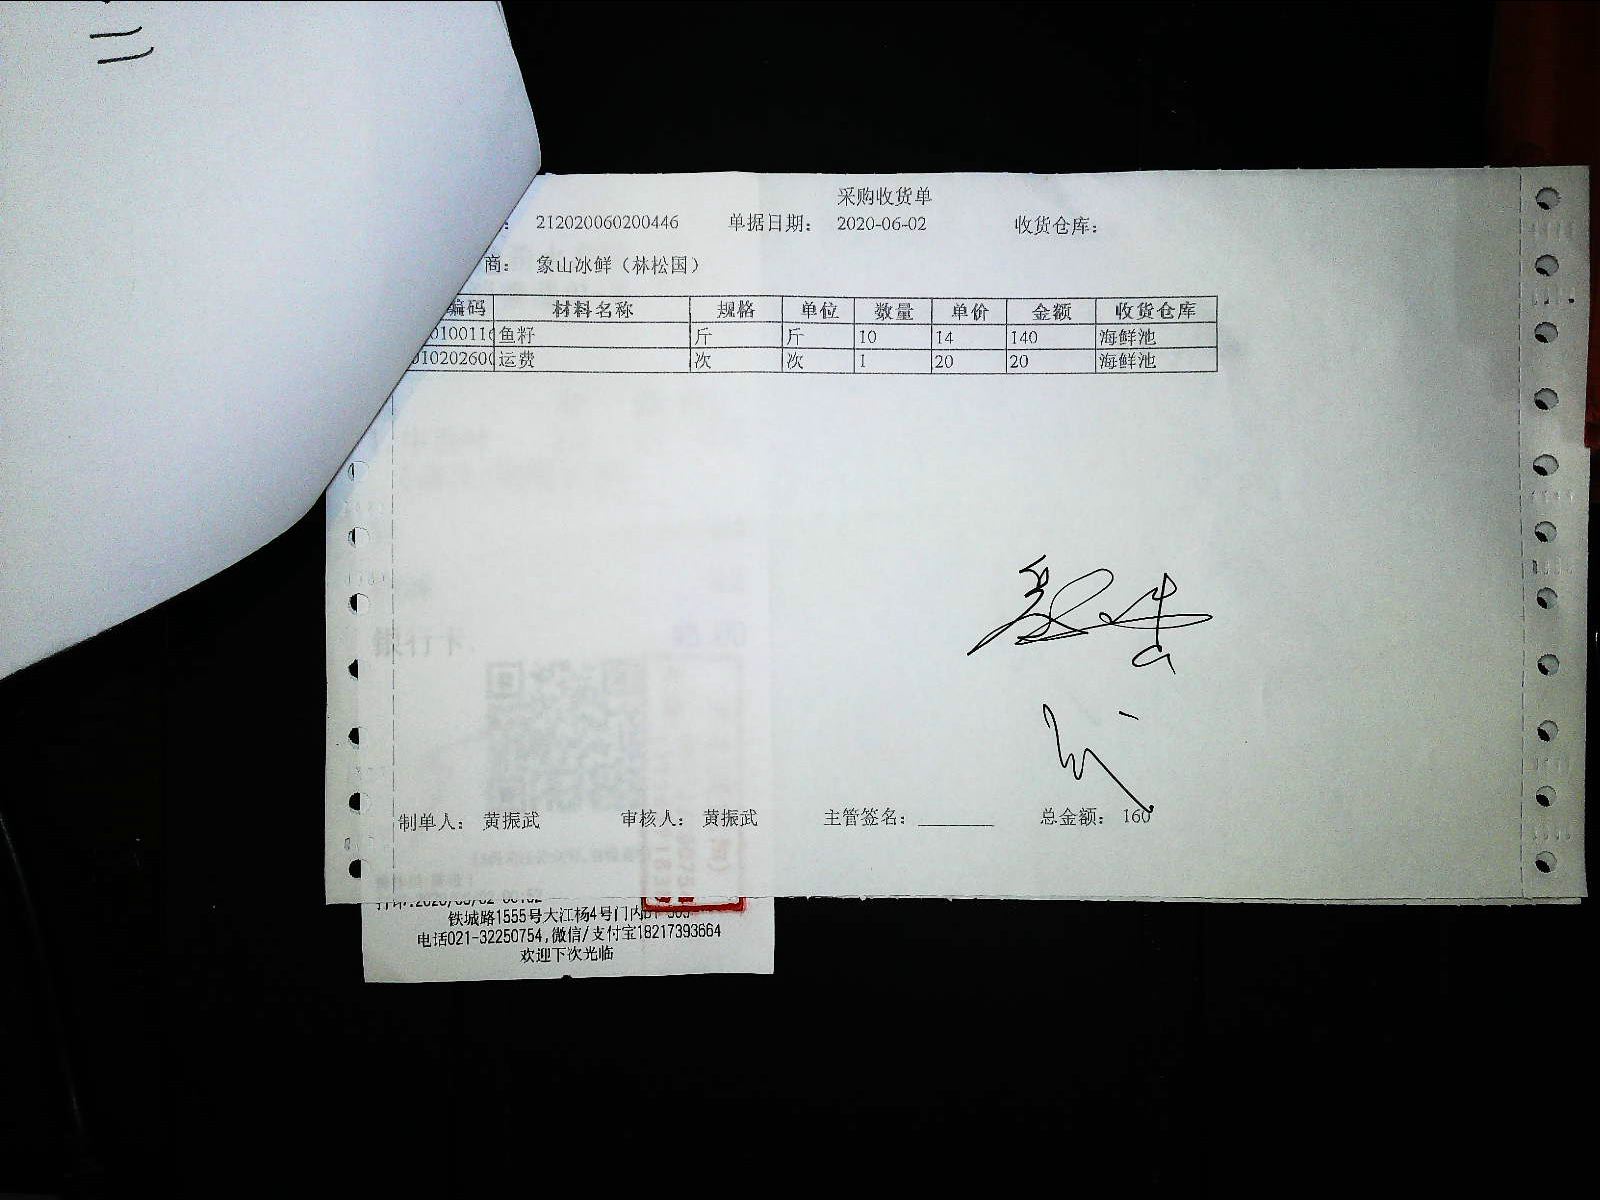 二
采购收货单
： 212020060200446 单据日期： 2020-06-02 收货仓库：
商： 象山冰鲜（林松国）
编码 材料名称 规格 单位 数量 单价 金额 收货仓库
0100116 鱼籽 斤 斤 10 14 140 海鲜池
010202600 运费 次 次 1 20 20 海鲜池
银行卡
制单人： 黄振武 审核人： 黄振武 主管签名： 总金额： 160
铁城路1555号大江杨4号门内
电话021-32250754,微信/支付宝18217393664
欢迎下次光临